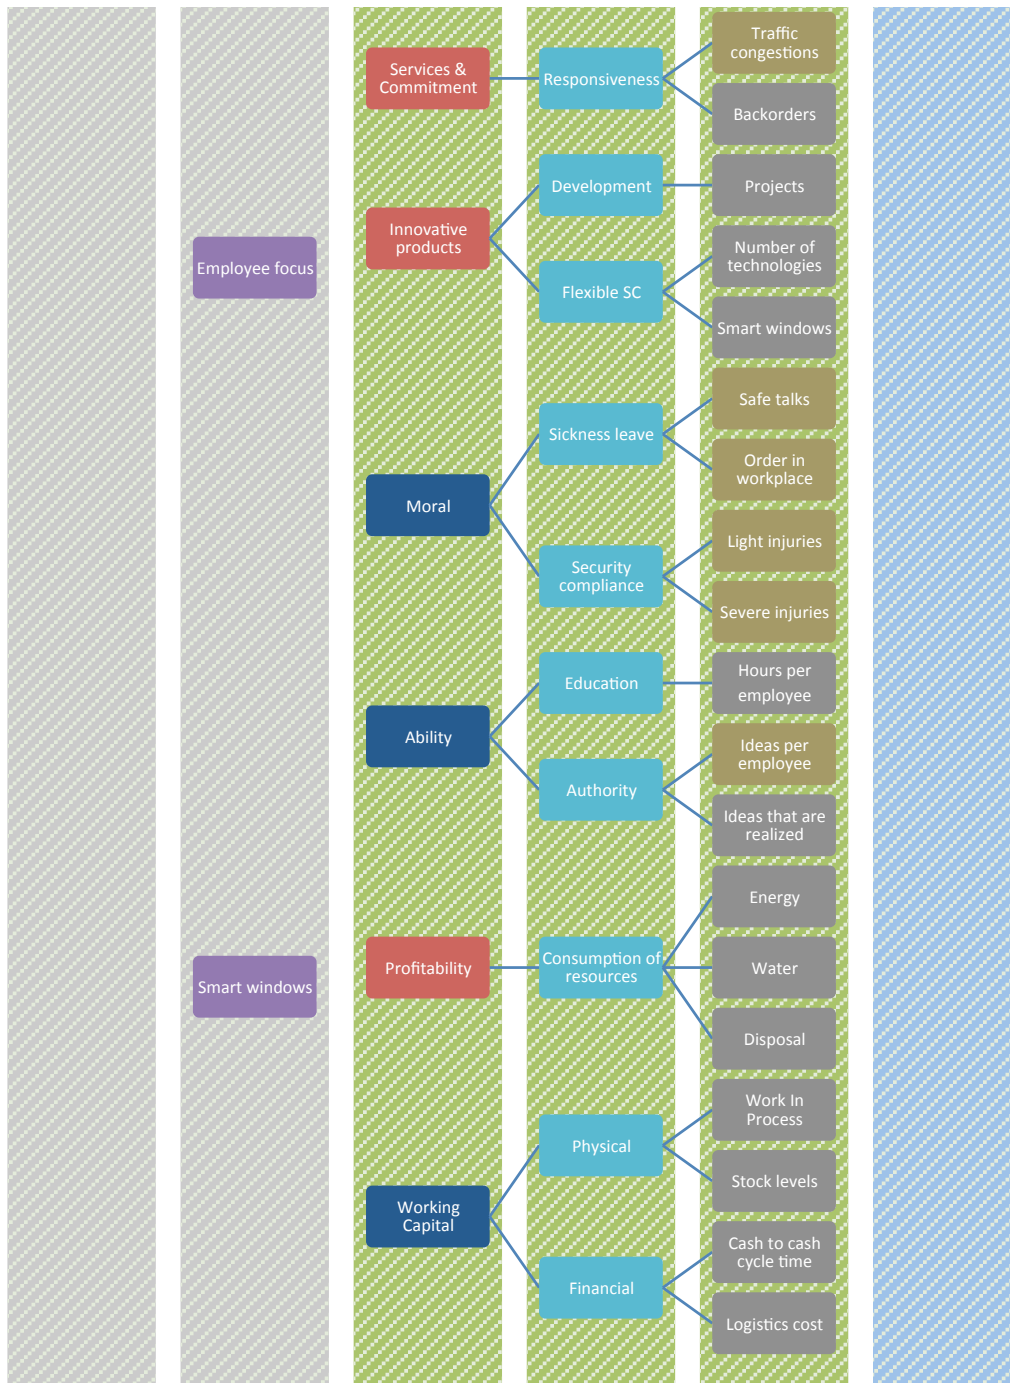 Services &
Commitment
Responsiveness
Traffic
congestions
Backorders
Innovative
products
Development
Projects
Employee focus
Flexible SC
Number of
technologies
Smart windows
Moral
Sickness leave
Safe talks
Order in
workplace
Security
compliance
Light injuries
Severe injuries
Ability
Education
Hours per
employee
Authority
Ideas per
employee
Ideas that are
realized
Smart windows
Profitability
Consumption of
resources
Energy
Water
Disposal
Working
Capital
Physical
Work In
Process
Stock levels
Financial
Cash to cash
cycle time
Logistics cost